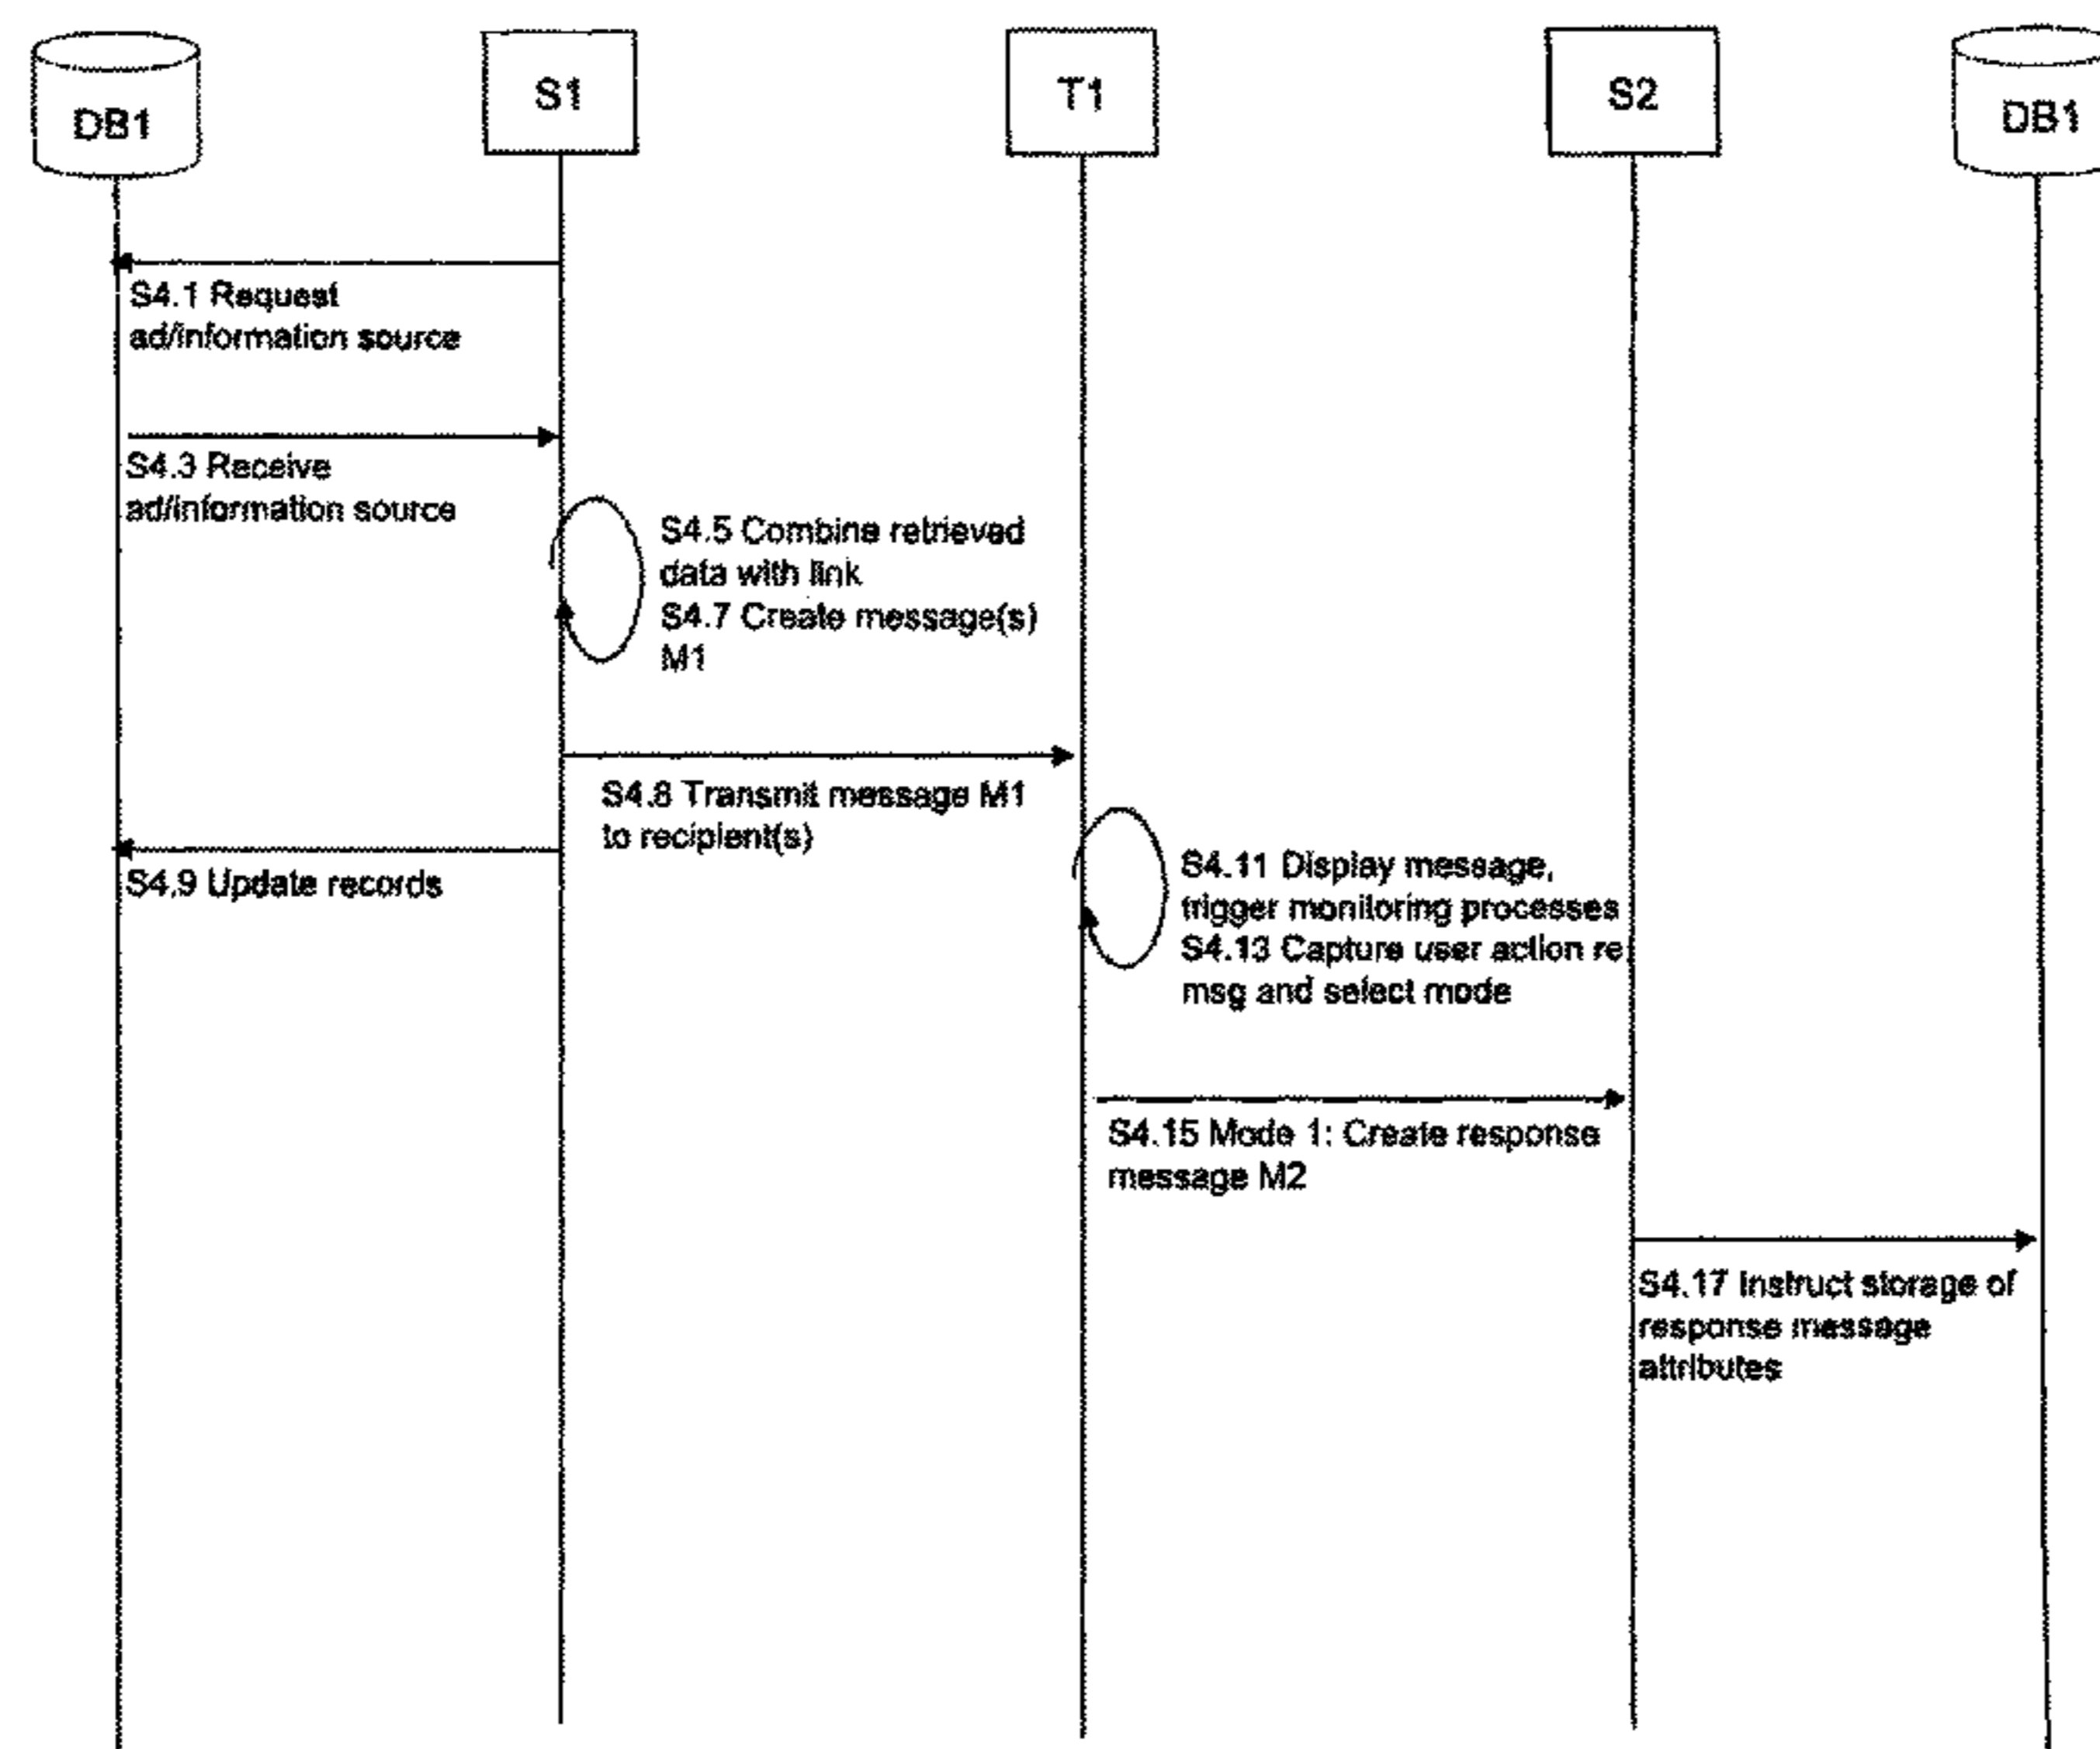 DB1
S1
T1
S2
DB1
S4.1 Request
ad/information source
S4.3 Receive
ad/information source
S4.5 Combine retrieved
data with link
S4.7 Create message(s)
M1
S4.8 Transmit message M1
to recipient(s)
S4.9 Update records
S4.11 Display message,
trigger monitoring processes
S4.13 Capture user action re
msg and select mode
S4.15 Mode 1: Create response
message M2
S4.17 Instruct storage of
response message
attributes